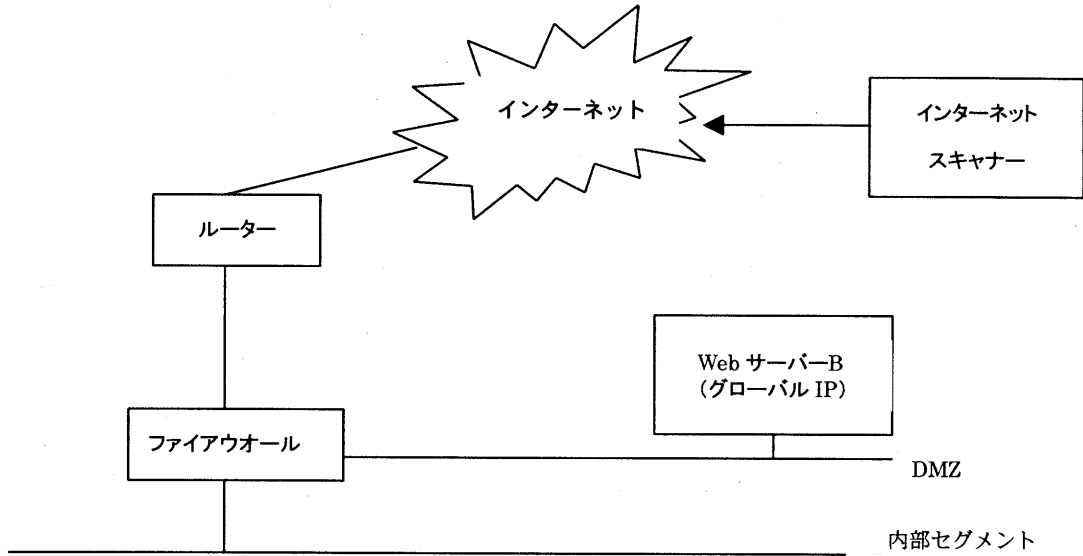 インターネット
インターネット
スキャナー
ルーター
Web サーバーB
(グローバル IP)
ファイアウオール
DMZ
内部セグメント